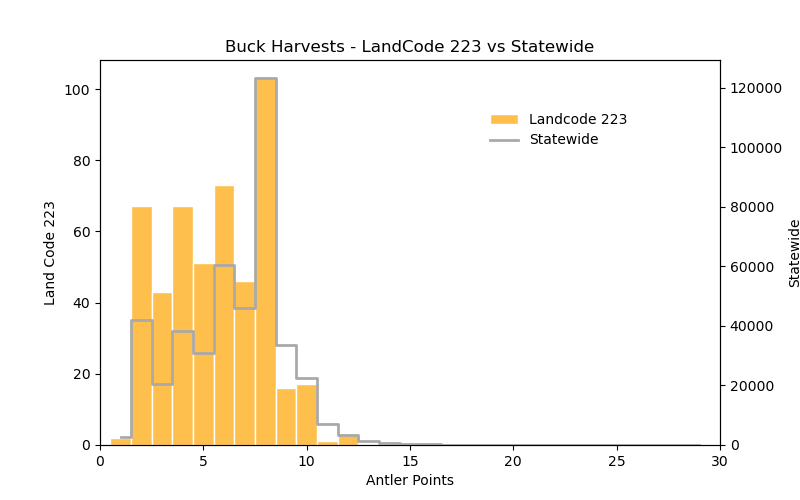 Buck Harvests - LandCode 223 vs Statewide
100
80
60
40
20
0
Land Code 223
Landcode 223
Statewide
120000
100000
80000
60000
40000
20000
0
Statewide
0 5 10 15 20 25 30
Antler Points